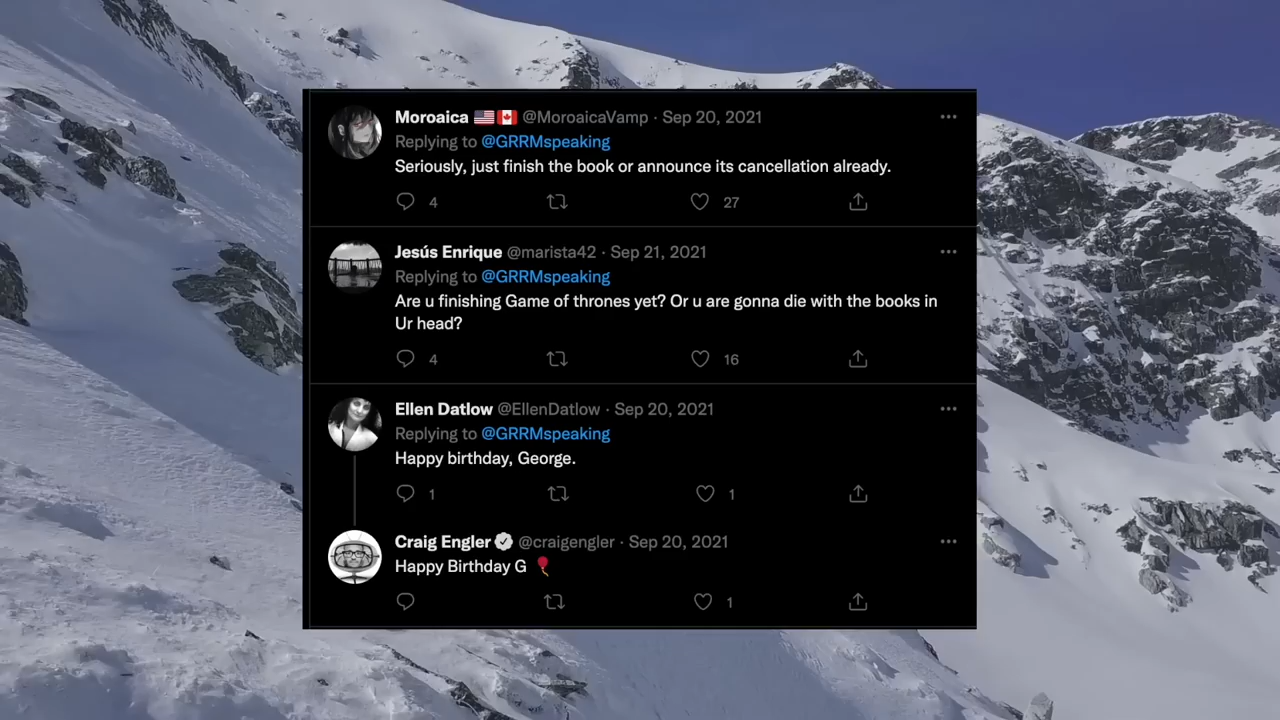 Moroaica 🇺🇸🇨🇦 @MoroaicaVamp · Sep 20, 2021
Replying to @GRRMspeaking
Seriously, just finish the book or announce its cancellation already.
4 27
Jesús Enrique @marista42 · Sep 21, 2021
Replying to @GRRMspeaking
Are u finishing Game of thrones yet? Or u are gonna die with the books in
Ur head?
4 16
Ellen Datlow @EllenDatlow · Sep 20, 2021
Replying to @GRRMspeaking
Happy birthday, George.
1 1
Craig Engler @craigengler · Sep 20, 2021
Happy Birthday G 🎈
1